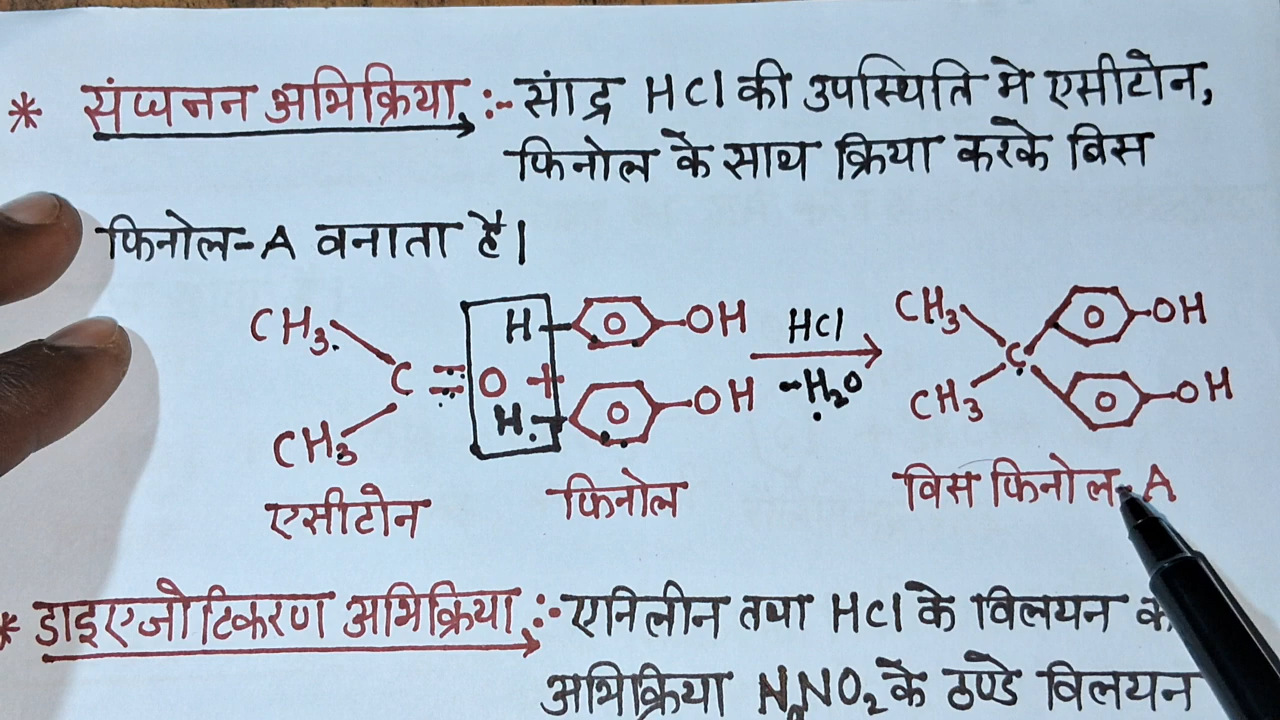 * संघनन अभिक्रिया :- सांद्र HCl की उपस्थिति मे एसीटोन,
फिनोल के साथ क्रिया करके बिस
फिनोल-A बनाता है।
CH₃ H OH HCl CH₃ OH
C = O + → C
CH₃ H OH -H₂O CH₃ OH
एसीटोन फिनोल विस फिनोल-A
* डाइएजोटिकरण अभिक्रिया :- एनिलीन तथा HCl के विलयन
अभिक्रिया NaNO₂ के ठण्डे विलयन